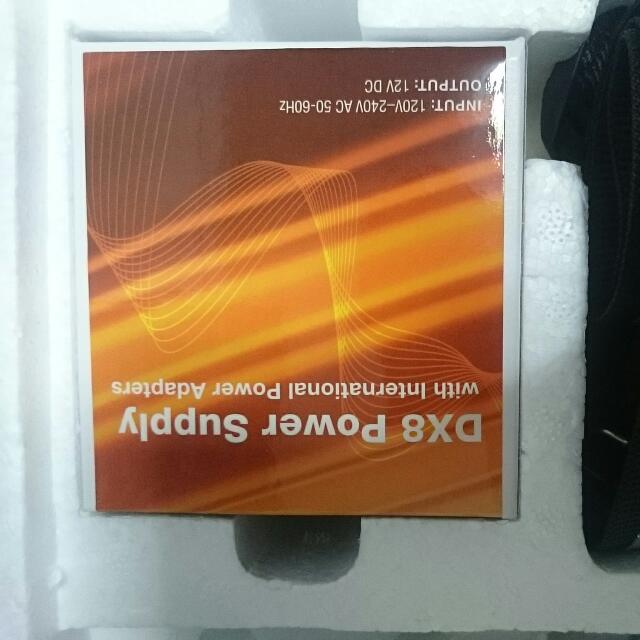 DX8 Power Supply
with International Power Adapters
INPUT: 120V–240V AC 50-60Hz
OUTPUT: 12V DC